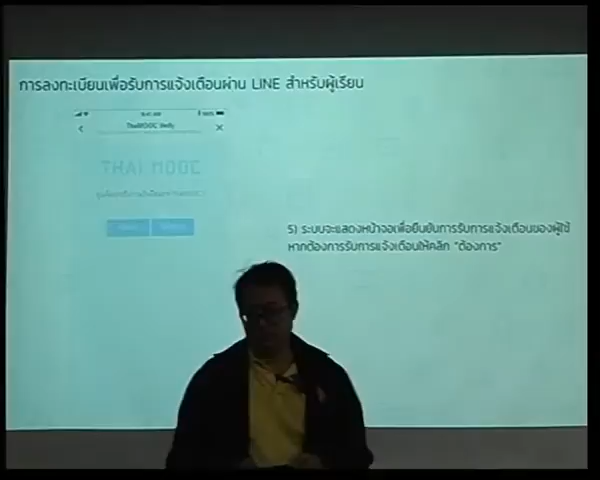 การลงทะเบียนเพื่อรับการแจ้งเตือนผ่าน LINE สำหรับผู้เรียน
ThaiMOOC Verify
THAI MOOC
5) ระบบจะแสดงหน้าจอเพื่อยืนยันการรับการแจ้งเตือนของผู้ใช้
หากต้องการรับการแจ้งเตือนให้คลิก "ต้องการ"